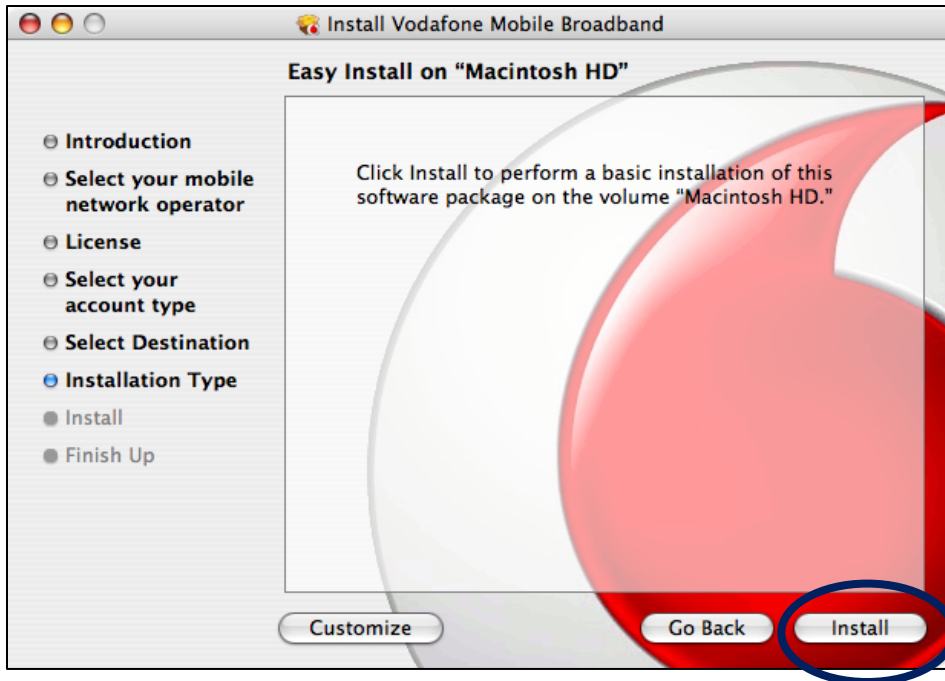 Install Vodafone Mobile Broadband
Easy Install on “Macintosh HD”
Introduction
Select your mobile
network operator
License
Select your
account type
Select Destination
Installation Type
Install
Finish Up
Click Install to perform a basic installation of this
software package on the volume “Macintosh HD.”
Customize
Go Back
Install